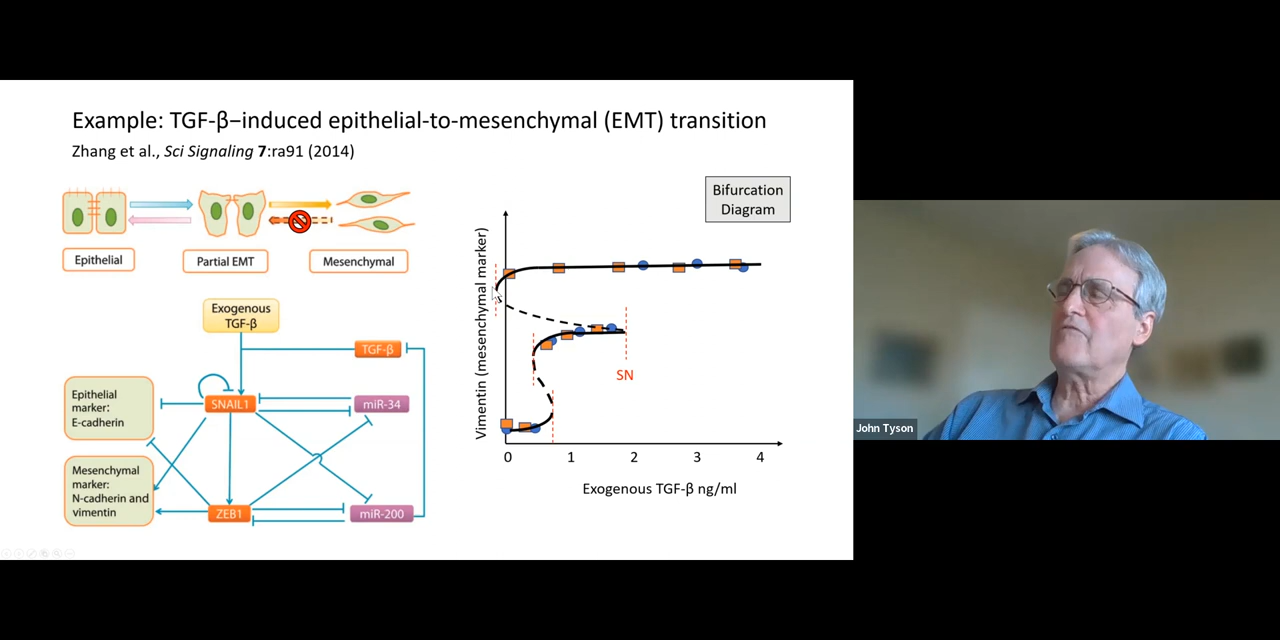 Example: TGF-β–induced epithelial-to-mesenchymal (EMT) transition
Zhang et al., Sci Signaling 7:ra91 (2014)
Epithelial
Partial EMT
Mesenchymal
Exogenous
TGF-β
TGF-β
SNAIL1
miR-34
Epithelial
marker:
E-cadherin
Mesenchymal
marker:
N-cadherin and
vimentin
ZEB1
miR-200
Bifurcation
Diagram
Vimentin (mesenchymal marker)
SN
0 1 2 3 4
Exogenous TGF-β ng/ml
John Tyson